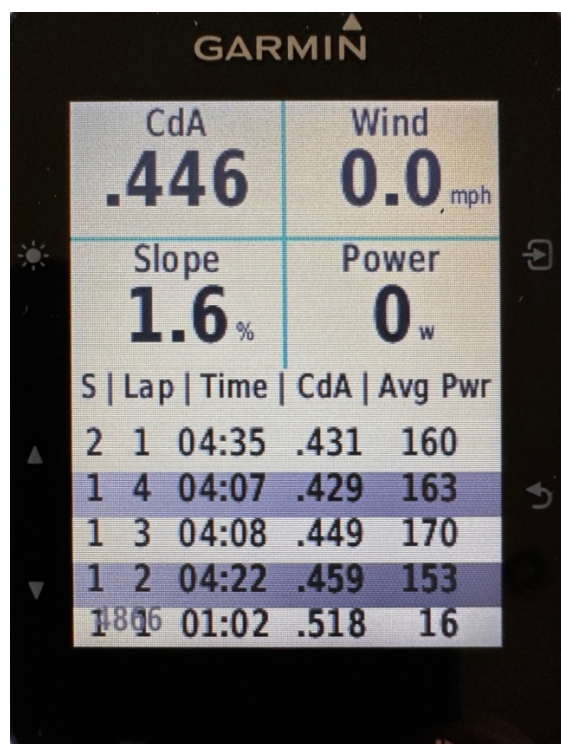 GARMIN
CdA Wind
.446 0.0 mph
Slope Power
1.6 % 0 w
S | Lap | Time | CdA | Avg Pwr
2 1 04:35 .431 160
1 4 04:07 .429 163
1 3 04:08 .449 170
1 2 04:22 .459 153
1 1 01:02 .518 16